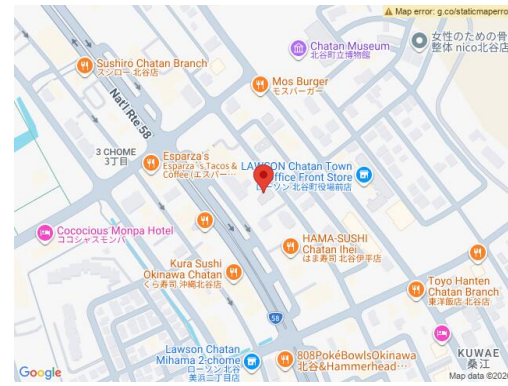 Map error: g.co/staticmaperro
Chatan Museum
北谷町立博物館
女性のための骨
整体 nico北谷店
Sushiro Chatan Branch
スシロー 北谷店
Mos Burger
モスバーガー
Nat'l Rte 58
3 CHOME
3丁目
Esparza's
Esparza's Tacos &
Coffee (エスパー…
LAWSON Chatan Town
Office Front Store
ローソン 北谷町役場前店
Cococious Monpa Hotel
ココシャスモンパ
HAMA-SUSHI
Chatan Ihei
はま寿司 北谷伊平店
Kura Sushi
Okinawa Chatan
くら寿司 沖縄北谷店
Toyo Hanten
Chatan Branch
東洋飯店 北谷店
58
Lawson Chatan
Mihama 2-chome
ローソン 北谷
美浜二丁目店
808PokéBowlsOkinawa
北谷&Hammerhead…
KUWAE
桑江
Google
Map data ©2026